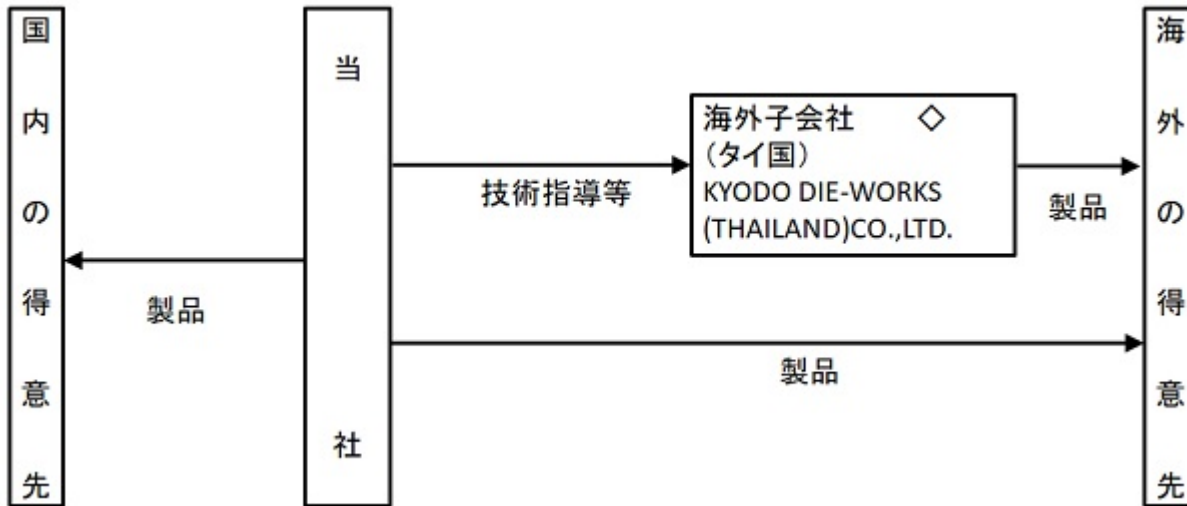 国内の得意先
当社
海外子会社 ◇
（タイ国）
KYODO DIE-WORKS
(THAILAND)CO.,LTD.
技術指導等
製品
製品
製品
海外の得意先